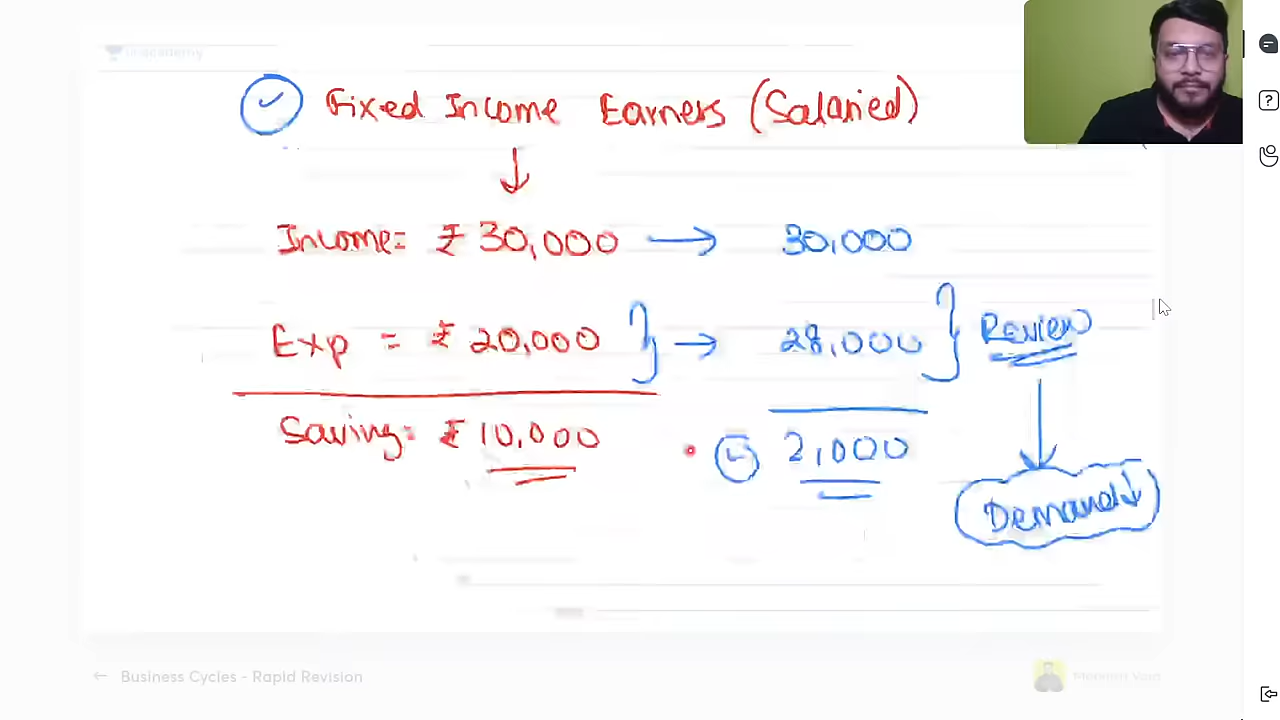 unacademy
Fixed Income Earners (Salaried)
Income = ₹ 30,000 → 30,000
Exp = ₹ 20,000 } → 28,000 } Review
Saving = ₹ 10,000 2,000
Demand ↓
← Business Cycles - Rapid Revision